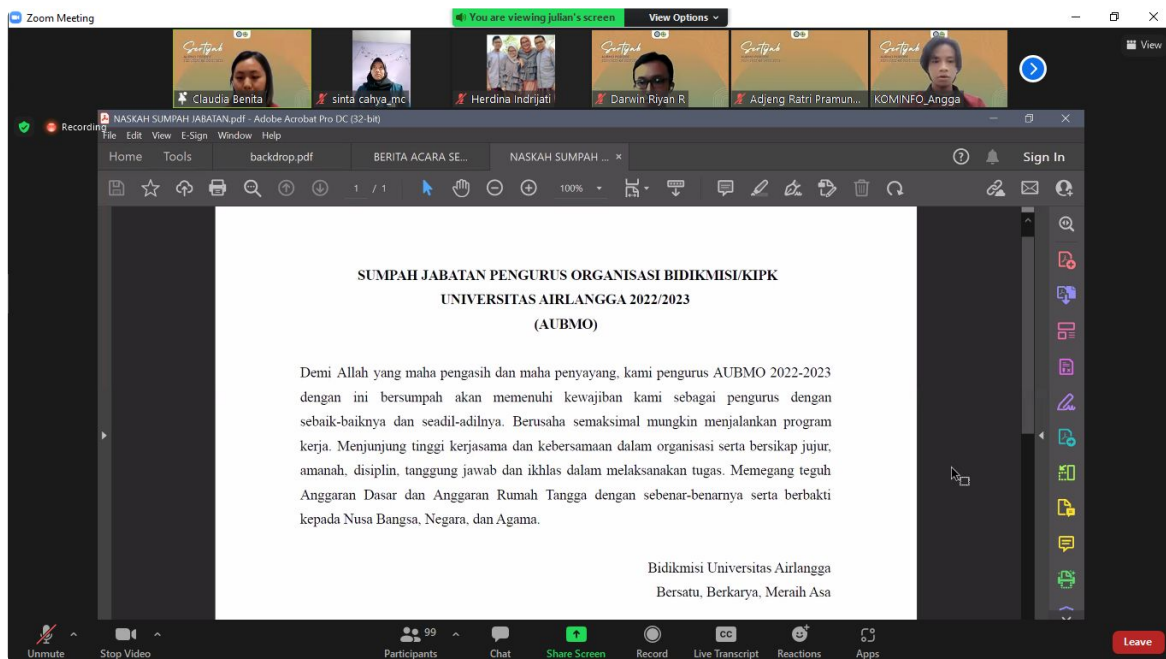 Zoom Meeting
You are viewing julian's screen
View Options
View
Sertijab
Sertijab
Sertijab
Sertijab
Claudia Benita
sinta cahya_mc
Herdina Indrijati
Darwin Riyan R
Adjeng Ratri Pramun...
KOMINFO_Angga
Recording
NASKAH SUMPAH JABATAN.pdf - Adobe Acrobat Pro DC (32-bit)
File Edit View E-Sign Window Help
Home Tools backdrop.pdf BERITA ACARA SE... NASKAH SUMPAH ... × Sign In
1 / 1 100%
SUMPAH JABATAN PENGURUS ORGANISASI BIDIKMISI/KIPK
UNIVERSITAS AIRLANGGA 2022/2023
(AUBMO)
Demi Allah yang maha pengasih dan maha penyayang, kami pengurus AUBMO 2022-2023
dengan ini bersumpah akan memenuhi kewajiban kami sebagai pengurus dengan
sebaik-baiknya dan seadil-adilnya. Berusaha semaksimal mungkin menjalankan program
kerja. Menjunjung tinggi kerjasama dan kebersamaan dalam organisasi serta bersikap jujur,
amanah, disiplin, tanggung jawab dan ikhlas dalam melaksanakan tugas. Memegang teguh
Anggaran Dasar dan Anggaran Rumah Tangga dengan sebenar-benarnya serta berbakti
kepada Nusa Bangsa, Negara, dan Agama.
Bidikmisi Universitas Airlangga
Bersatu, Berkarya, Meraih Asa
99
CC
Unmute
Stop Video
Participants
Chat
Share Screen
Record
Live Transcript
Reactions
Apps
Leave